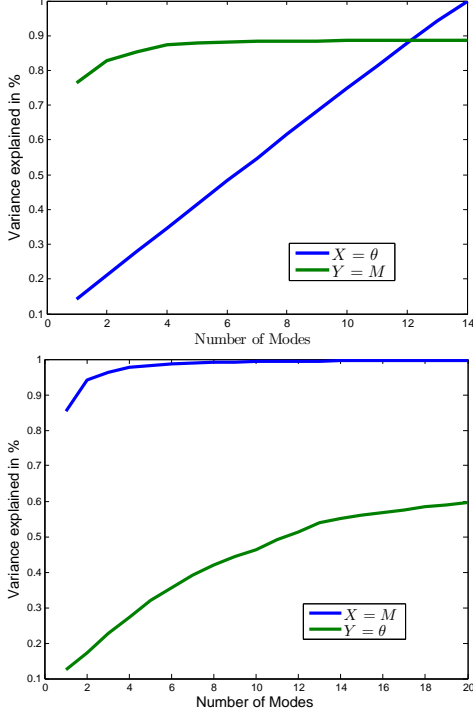 1
0.9
0.8
0.7
0.6
0.5
0.4
0.3
0.2
0.1
Variance explained in %
X = θ
Y = M
0 2 4 6 8 10 12 14
Number of Modes
1
0.9
0.8
0.7
0.6
0.5
0.4
0.3
0.2
0.1
Variance explained in %
X = M
Y = θ
0 2 4 6 8 10 12 14 16 18 20
Number of Modes